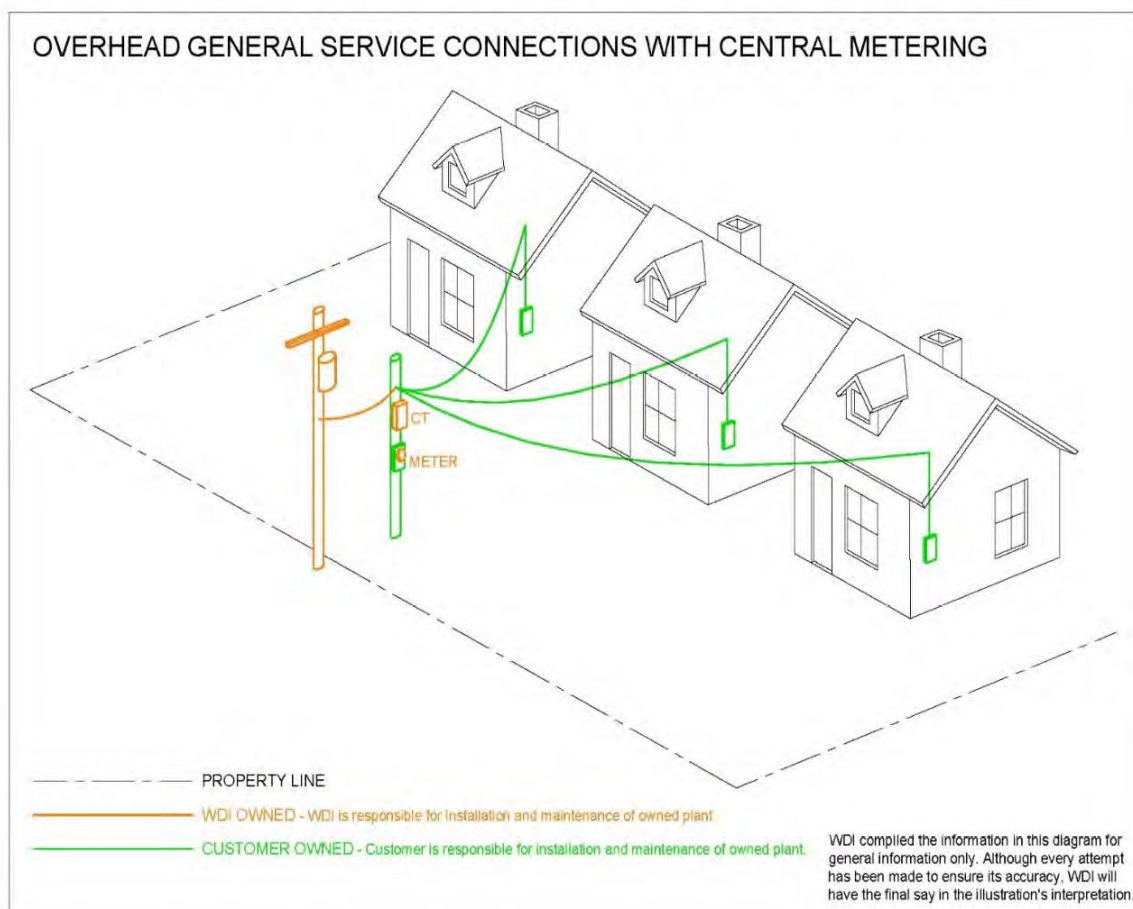 OVERHEAD GENERAL SERVICE CONNECTIONS WITH CENTRAL METERING
CT
METER
PROPERTY LINE
WDI OWNED - WDI is responsible for installation and maintenance of owned plant
CUSTOMER OWNED - Customer is responsible for installation and maintenance of owned plant.
WDI compiled the information in this diagram for
general information only. Although every attempt
has been made to ensure its accuracy, WDI will
have the final say in the illustration's interpretation.